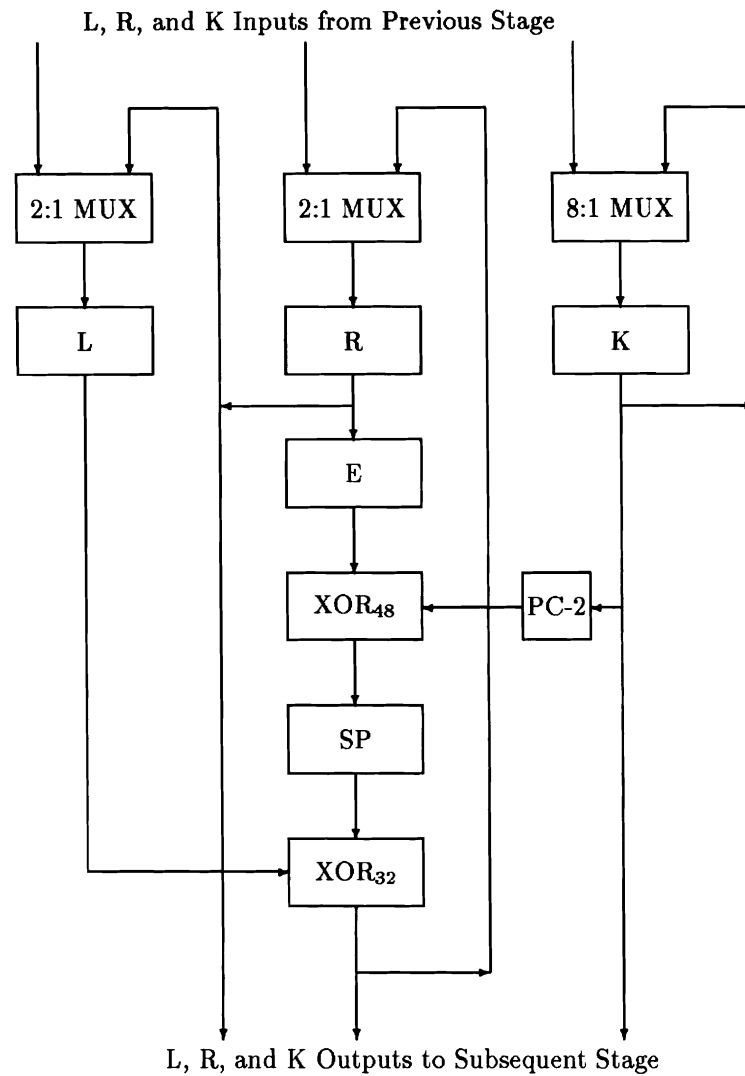 L, R, and K Inputs from Previous Stage
2:1 MUX
2:1 MUX
8:1 MUX
L
R
K
E
XOR₄₈
PC-2
SP
XOR₃₂
L, R, and K Outputs to Subsequent Stage